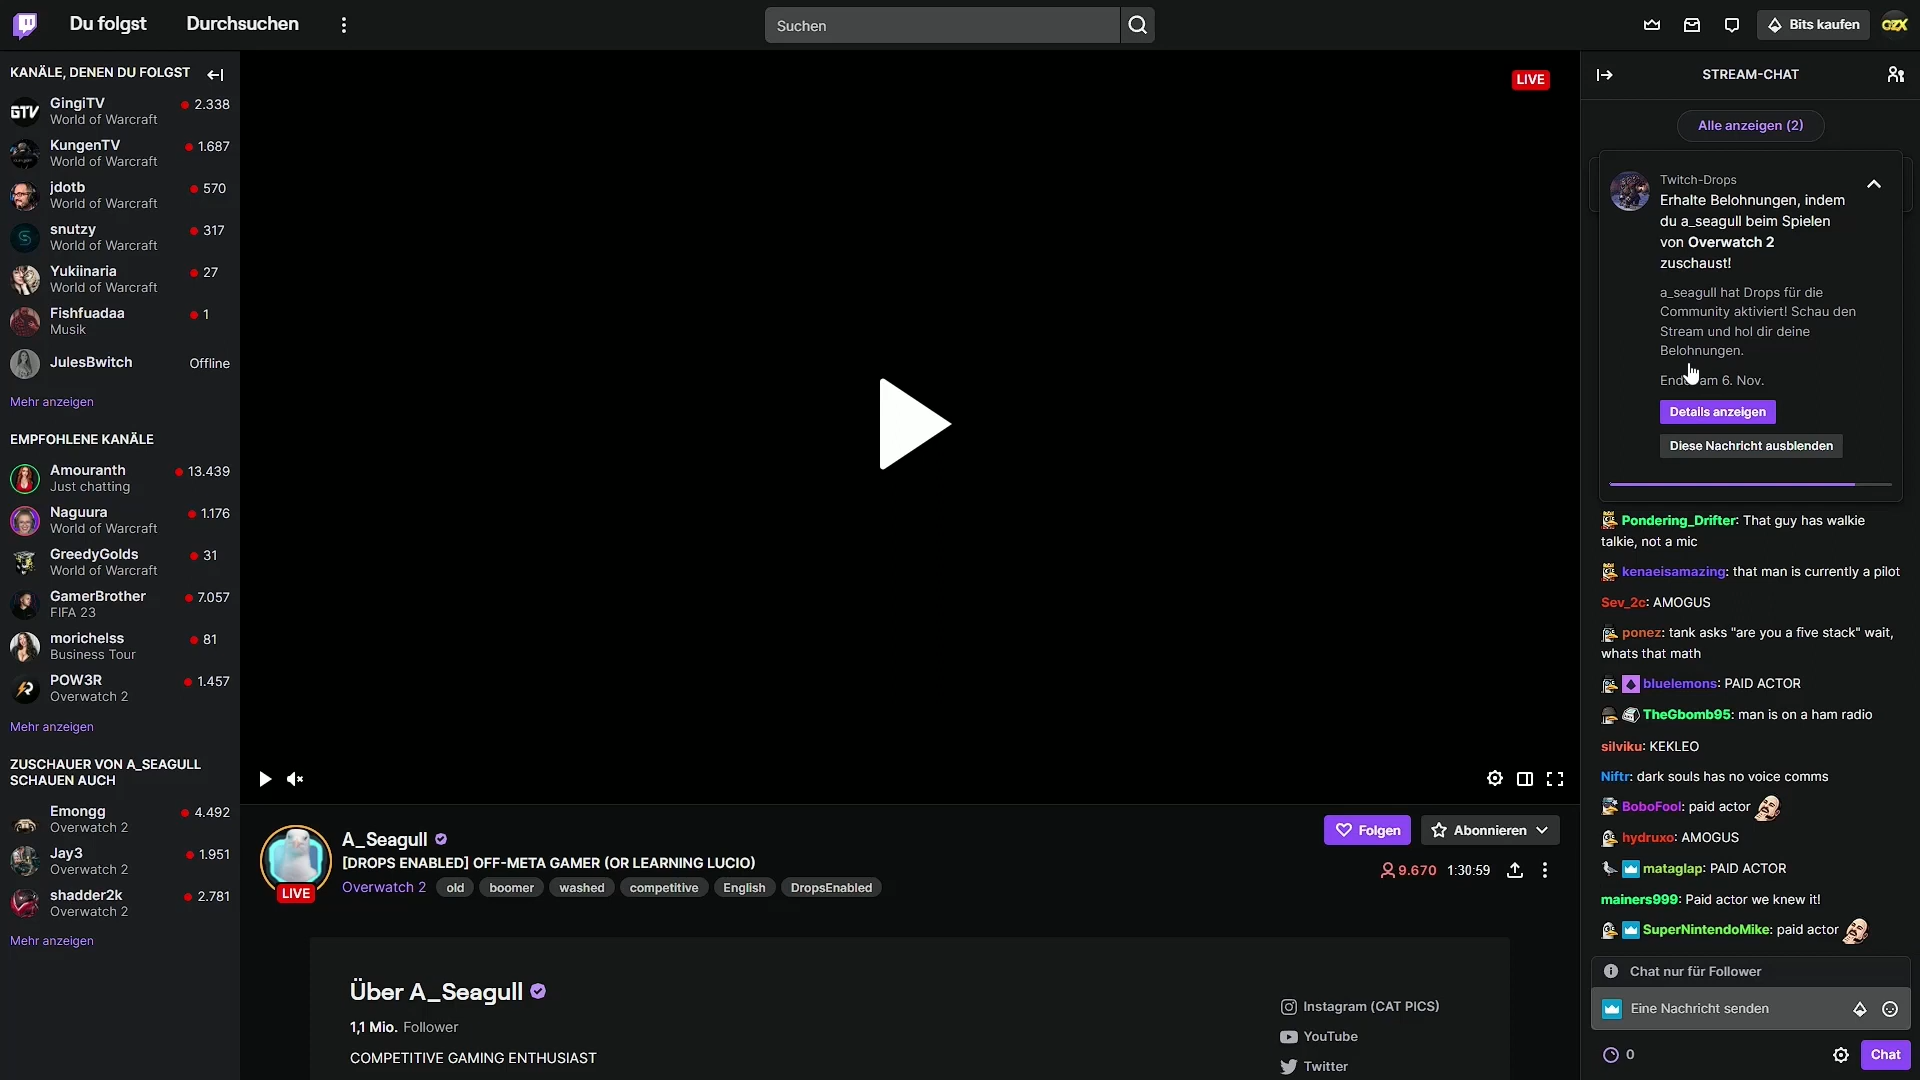 Du folgst
Durchsuchen
Suchen
Bits kaufen
OZX
KANÄLE, DENEN DU FOLGST
GTV
GingiTV
2.338
World of Warcraft
KungenTV
1.687
World of Warcraft
jdotb
570
World of Warcraft
snutzy
317
World of Warcraft
Yukiinaria
27
World of Warcraft
Fishfuadaa
1
Musik
JulesBwitch
Offline
Mehr anzeigen
EMPFOHLENE KANÄLE
Amouranth
13.439
Just chatting
Naguura
1.176
World of Warcraft
GreedyGolds
31
World of Warcraft
GamerBrother
7.057
FIFA 23
morichelss
81
Business Tour
POW3R
1.457
Overwatch 2
Mehr anzeigen
ZUSCHAUER VON A_SEAGULL
SCHAUEN AUCH
Emongg
4.492
Overwatch 2
Jay3
1.951
Overwatch 2
shadder2k
2.781
Overwatch 2
Mehr anzeigen
LIVE
A_Seagull
[DROPS ENABLED] OFF-META GAMER (OR LEARNING LUCIO)
LIVE
Overwatch 2 old boomer washed competitive English DropsEnabled
Folgen
Abonnieren
9.670 1:30:59
Über A_Seagull
1,1 Mio. Follower
COMPETITIVE GAMING ENTHUSIAST
Instagram (CAT PICS)
YouTube
Twitter
STREAM-CHAT
Alle anzeigen (2)
Twitch-Drops
Erhalte Belohnungen, indem
du a_seagull beim Spielen
von Overwatch 2
zuschaust!
a_seagull hat Drops für die
Community aktiviert! Schau den
Stream und hol dir deine
Belohnungen.
am 6. Nov.
Details anzeigen
Diese Nachricht ausblenden
Pondering_Drifter: That guy has walkie
talkie, not a mic
kenaeisamazing: that man is currently a pilot
Sev_2c: AMOGUS
ponez: tank asks "are you a five stack" wait,
whats that math
bluelemons: PAID ACTOR
TheGbomb95: man is on a ham radio
silviku: KEKLEO
Niftr: dark souls has no voice comms
BoboFool: paid actor
hydruxo: AMOGUS
mataglap: PAID ACTOR
mainers999: Paid actor we knew it!
SuperNintendoMike: paid actor
Chat nur für Follower
Eine Nachricht senden
0
Chat